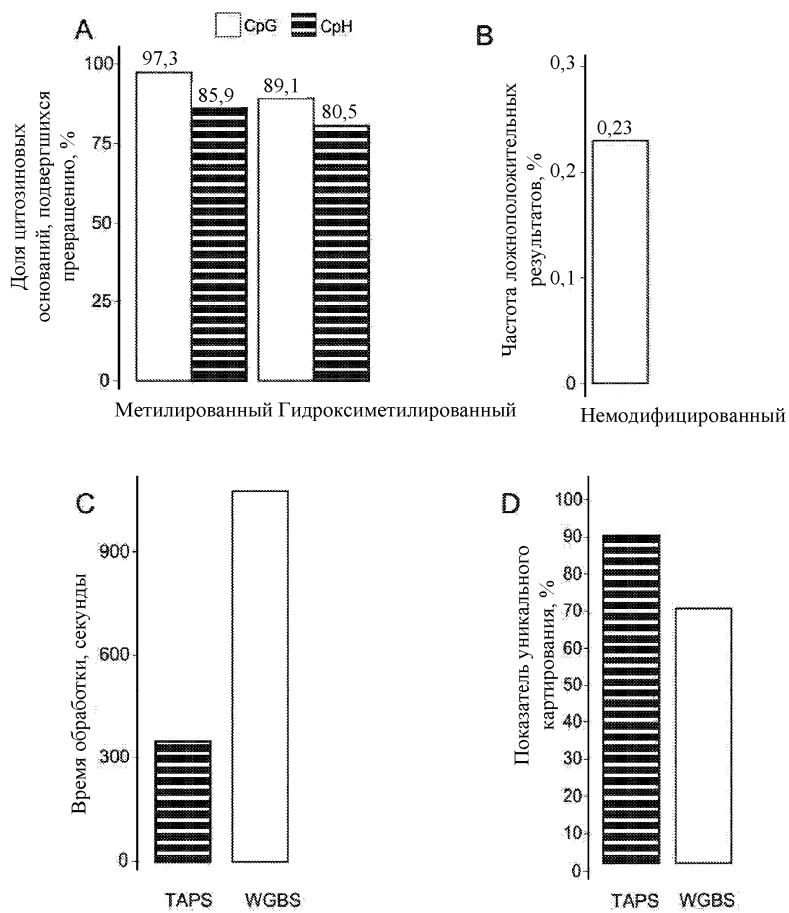 A
CpG
CpH
Доля цитозиновых
оснований, подвергшихся
превращению, %
100
75
50
25
0
97,3
85,9
89,1
80,5
Метилированный Гидроксиметилированный
B
Частота ложноположительных
результатов, %
0,3
0,2
0,1
0
0,23
Немодифицированный
C
Время обработки, секунды
900
600
300
0
TAPS
WGBS
D
Показатель уникального
картирования, %
100
90
80
70
60
50
40
30
20
10
0
TAPS
WGBS